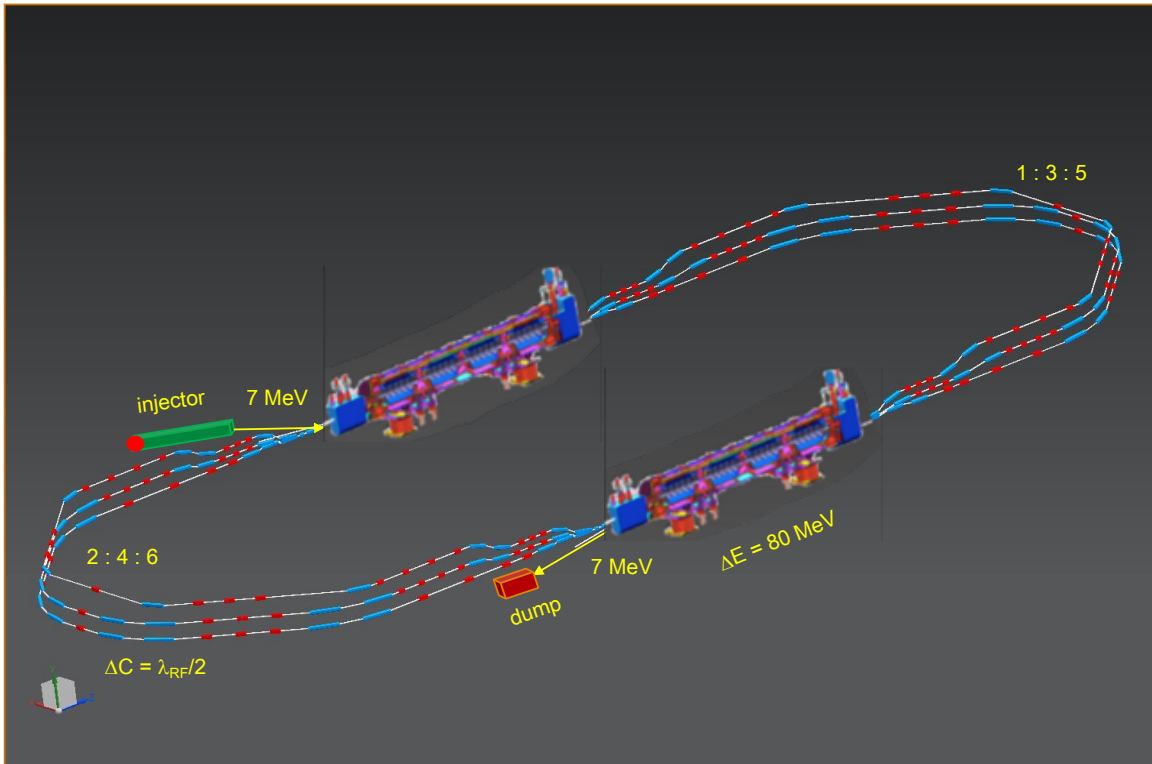 1 : 3 : 5
injector
7 MeV
2 : 4 : 6
7 MeV
ΔE = 80 MeV
dump
ΔC = λRF/2